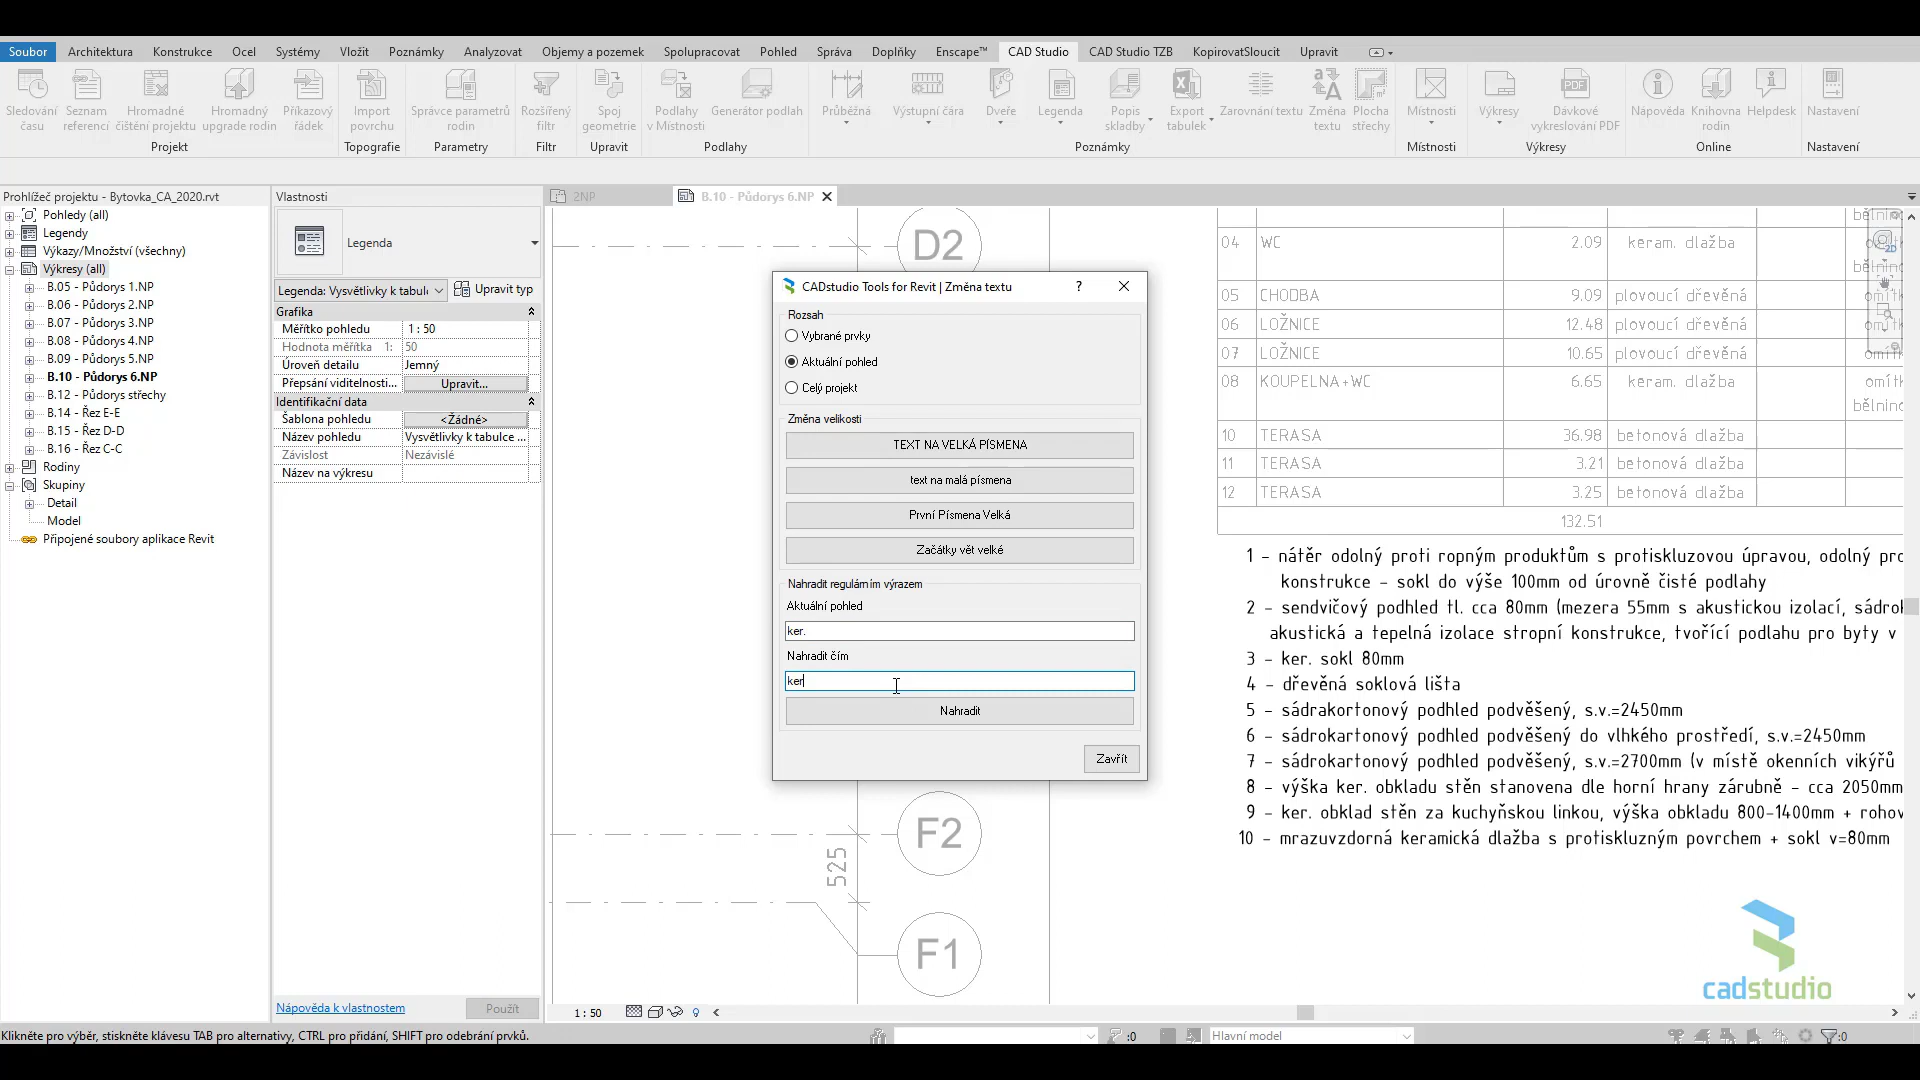 Soubor Architektura Konstrukce Ocel Systémy Vložit Poznámky Analyzovat Objemy a pozemek Spolupracovat Pohled Správa Doplňky Enscape™ CAD Studio CAD Studio TZB KopirovatSloucit Upravit
Sledování času
Seznam referencí
Hromadné čištění projektu
Hromadný upgrade rodin
Příkazový řádek
Import povrchu
Správce parametrů rodin
Rozšířený filtr
Spoj geometrie
Podlahy v Místnosti
Generátor podlah
Průběžná
Výstupní čára
Dveře
Legenda
Popis skladby
Export tabulek
Zarovnání textu
Změna textu
Plocha střechy
Místnosti
Výkresy
Dávkové vykreslování PDF
Nápověda
Knihovna rodin
Helpdesk
Nastavení
Projekt Topografie Parametry Filtr Upravit Podlahy Poznámky Místnosti Výkresy Online Nastavení
Prohlížeč projektu - Bytovka_CA_2020.rvt
Pohledy (all)
Legendy
Výkazy/Množství (všechny)
Výkresy (all)
B.05 - Půdorys 1.NP
B.06 - Půdorys 2.NP
B.07 - Půdorys 3.NP
B.08 - Půdorys 4.NP
B.09 - Půdorys 5.NP
B.10 - Půdorys 6.NP
B.12 - Půdorys střechy
B.14 - Řez E-E
B.15 - Řez D-D
B.16 - Řez C-C
Rodiny
Skupiny
Detail
Model
Připojené soubory aplikace Revit
Vlastnosti
Legenda
Legenda: Vysvětlivky k tabul Upravit typ
Grafika
Měřítko pohledu 1 : 50
Hodnota měřítka 1: 50
Úroveň detailu Jemný
Přepsání viditelnosti... Upravit...
Identifikační data
Šablona pohledu <Žádné>
Název pohledu Vysvětlivky k tabulce ...
Závislost Nezávislé
Název na výkresu
Nápověda k vlastnostem Použít
2NP B.10 - Půdorys 6.NP
D2
CADstudio Tools for Revit | Změna textu ?
Rozsah
Vybrané prvky
Aktuální pohled
Celý projekt
Změna velikosti
TEXT NA VELKÁ PÍSMENA
text na malá písmena
První Písmena Velká
Začátky vět velké
Nahradit regulárním výrazem
Aktuální pohled
ker.
Nahradit čím
ker
Nahradit
Zavřít
F2
525
F1
bělnino
04 WC 2.09 keram. dlažba
bělnino
05 CHODBA 9.09 plovoucí dřevěná omítk
06 LOŽNICE 12.48 plovoucí dřevěná omítk
07 LOŽNICE 10.65 plovoucí dřevěná omítk
08 KOUPELNA+WC 6.65 keram. dlažba omítk
bělnino
10 TERASA 36.98 betonová dlažba
11 TERASA 3.21 betonová dlažba
12 TERASA 3.25 betonová dlažba
132.51
1 - nátěr odolný proti ropným produktům s protiskluzovou úpravou, odolný pro
konstrukce - sokl do výše 100mm od úrovně čisté podlahy
2 - sendvičový podhled tl. cca 80mm (mezera 55mm s akustickou izolací, sádrok
akustická a tepelná izolace stropní konstrukce, tvořící podlahu pro byty v
3 - ker. sokl 80mm
4 - dřevěná soklová lišta
5 - sádrakortonový podhled podvěšený, s.v.=2450mm
6 - sádrokartonový podhled podvěšený do vlhkého prostředí, s.v.=2450mm
7 - sádrokartonový podhled podvěšený, s.v.=2700mm (v místě okenních vikýřů
8 - výška ker. obkladu stěn stanovena dle horní hrany zárubně - cca 2050mm
9 - ker. obklad stěn za kuchyňskou linkou, výška obkladu 800-1400mm + rohov
10 - mrazuvzdorná keramická dlažba s protiskluzným povrchem + sokl v=80mm
cadstudio
1 : 50
Klikněte pro výběr, stiskněte klávesu TAB pro alternativy, CTRL pro přidání, SHIFT pro odebrání prvků. :0 Hlavní model :0